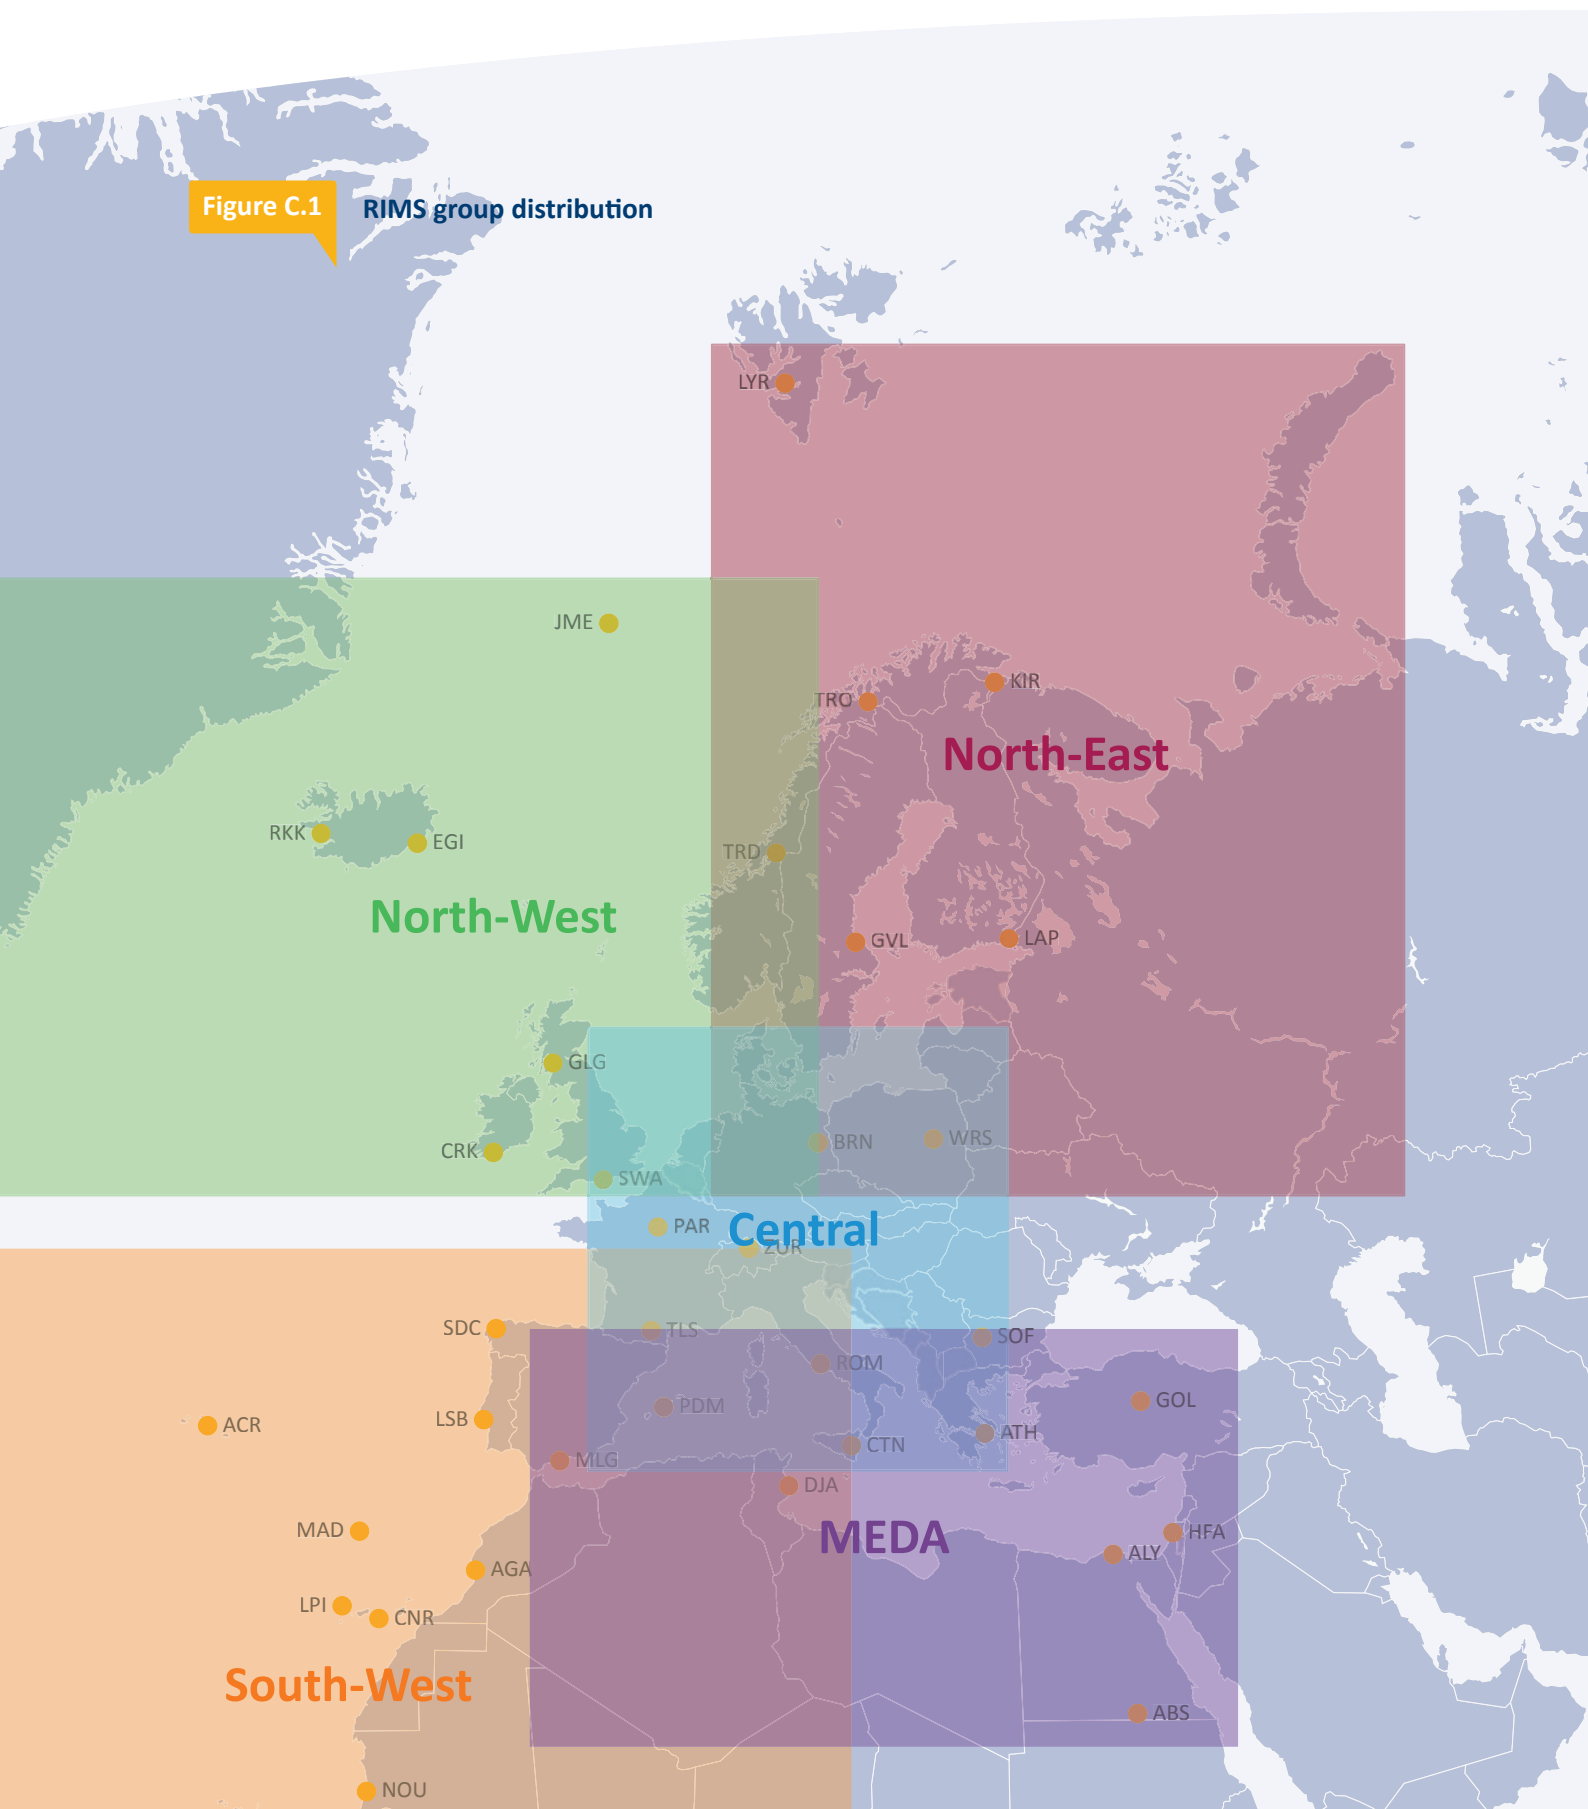 Figure C.1
RIMS group distribution
LYR
JME
KIR
TRO
North-East
RKK
EGI
TRD
North-West
GVL
LAP
GLG
BRN
WRS
CRK
SWA
PAR
Central
ZUR
SDC
TLS
SOF
ROM
GOL
PDM
LSB
ACR
ATH
CTN
MLG
DJA
MAD
MEDA
HFA
ALY
AGA
LPI
CNR
South-West
ABS
NOU